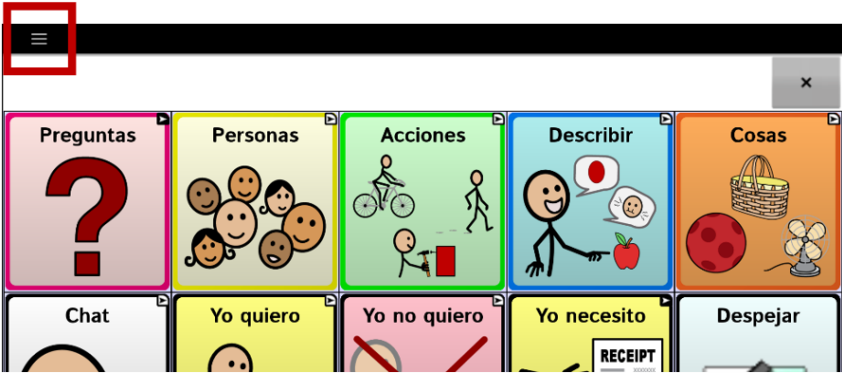 ×
Preguntas
Personas
Acciones
Describir
Cosas
Chat
Yo quiero
Yo no quiero
Yo necesito
Despejar
RECEIPT